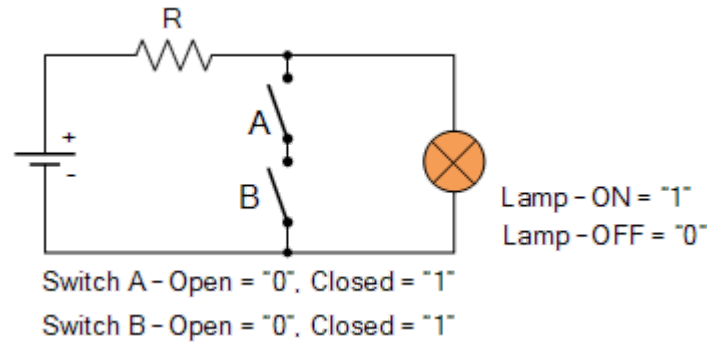 R
+
-
A
B
Lamp - ON = "1"
Lamp - OFF = "0"
Switch A - Open = "0", Closed = "1"
Switch B - Open = "0", Closed = "1"